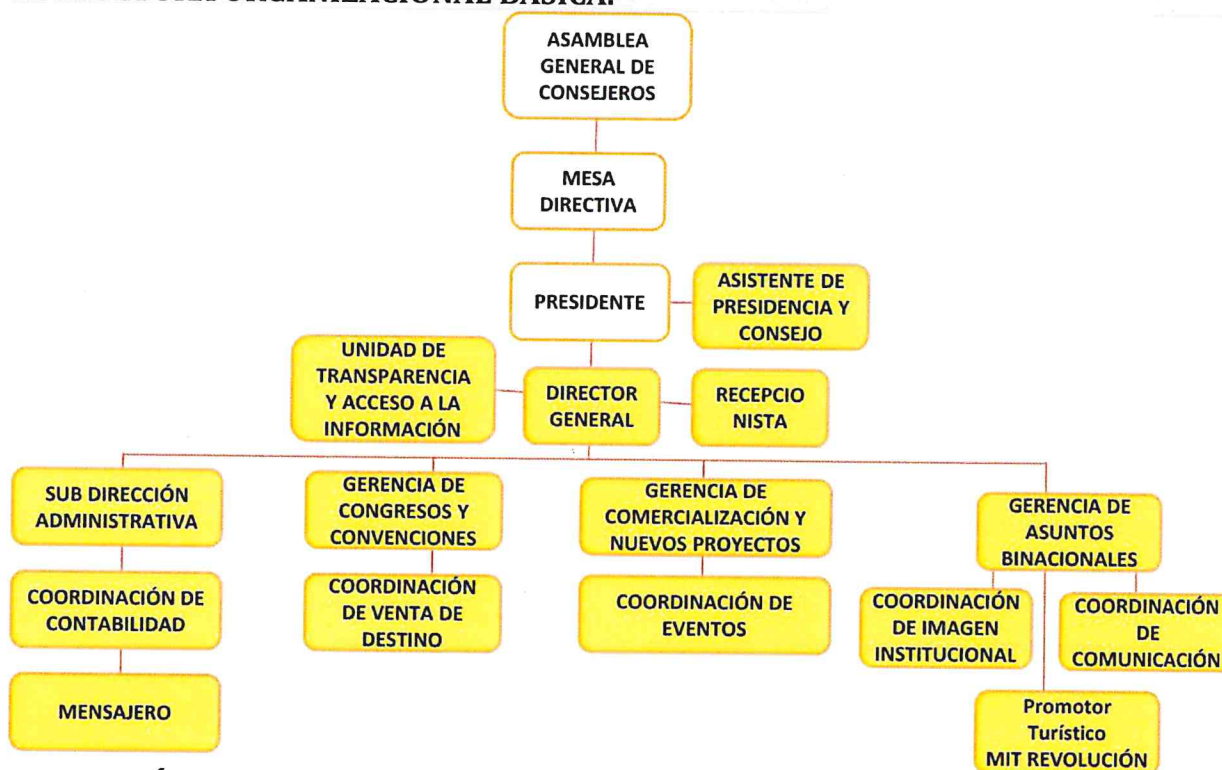 ORGANIZACIONAL BÁSICA.
ASAMBLEA
GENERAL DE
CONSEJEROS
MESA
DIRECTIVA
PRESIDENTE
ASISTENTE DE
PRESIDENCIA Y
CONSEJO
UNIDAD DE
TRANSPARENCIA
Y ACCESO A LA
INFORMACIÓN
DIRECTOR
GENERAL
RECEPCIO
NISTA
SUB DIRECCIÓN
ADMINISTRATIVA
GERENCIA DE
CONGRESOS Y
CONVENCIONES
GERENCIA DE
COMERCIALIZACIÓN Y
NUEVOS PROYECTOS
GERENCIA DE
ASUNTOS
BINACIONALES
COORDINACIÓN DE
CONTABILIDAD
COORDINACIÓN
DE VENTA DE
DESTINO
COORDINACIÓN DE
EVENTOS
COORDINACIÓN
DE IMAGEN
INSTITUCIONAL
COORDINACIÓN
DE
COMUNICACIÓN
MENSAJERO
Promotor
Turístico
MIT REVOLUCIÓN